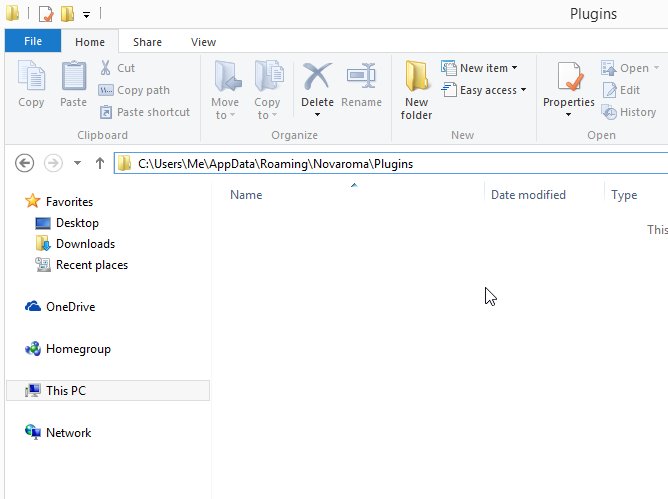 Plugins
File Home Share View
Copy Paste Cut Copy path Paste shortcut
Clipboard
Move to Copy to Delete Rename
Organize
New folder New item Easy access
New
Properties Open Edit History
Open
C:\Users\Me\AppData\Roaming\Novaroma\Plugins
Name Date modified Type
This
Favorites
Desktop
Downloads
Recent places
OneDrive
Homegroup
This PC
Network